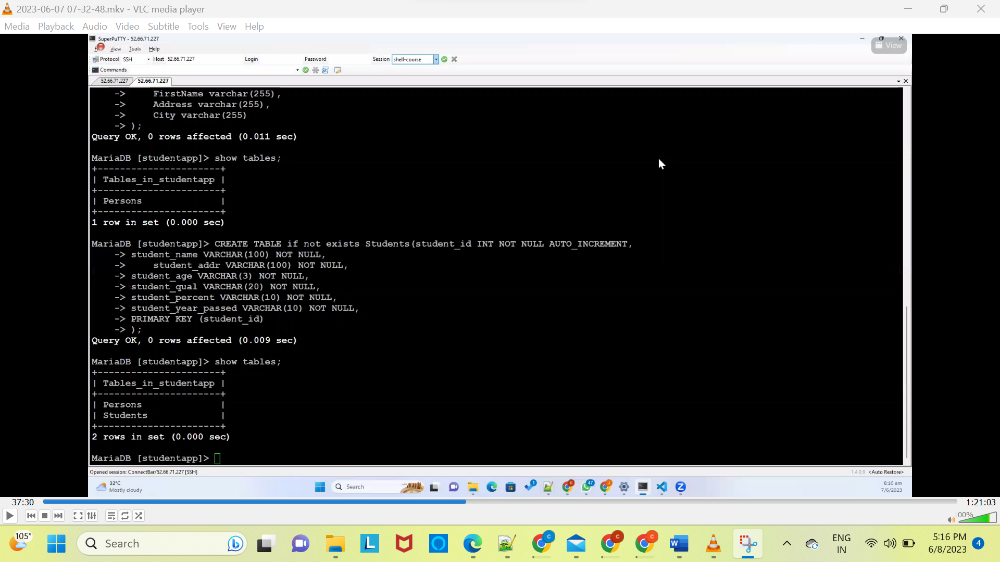 2023-06-07 07-32-48.mkv - VLC media player
Media Playback Audio Video Subtitle Tools View Help
SuperPuTTY - 52.66.71.227
View Tools Help
View
Protocol SSH Host 52.66.71.227 Login Password Session shell-course
Commands
52.66.71.227 52.66.71.227
->     FirstName varchar(255),
->     Address varchar(255),
->     City varchar(255)
-> );
Query OK, 0 rows affected (0.011 sec)
MariaDB [studentapp]> show tables;
+----------------------+
| Tables_in_studentapp |
+----------------------+
| Persons              |
+----------------------+
1 row in set (0.000 sec)
MariaDB [studentapp]> CREATE TABLE if not exists Students(student_id INT NOT NULL AUTO_INCREMENT,
-> student_name VARCHAR(100) NOT NULL,
->     student_addr VARCHAR(100) NOT NULL,
-> student_age VARCHAR(3) NOT NULL,
-> student_qual VARCHAR(20) NOT NULL,
-> student_percent VARCHAR(10) NOT NULL,
-> student_year_passed VARCHAR(10) NOT NULL,
-> PRIMARY KEY (student_id)
-> );
Query OK, 0 rows affected (0.009 sec)
MariaDB [studentapp]> show tables;
+----------------------+
| Tables_in_studentapp |
+----------------------+
| Persons              |
| Students             |
+----------------------+
2 rows in set (0.000 sec)
MariaDB [studentapp]>
Opened session: ConnectBar/52.66.71.227 [SSH] 1.4.0.9 <Auto Restore>
32°C
Mostly cloudy
Search
1
47
8:10 am
7/6/2023
37:30 1:21:03
100%
105°
Search
ENG
IN
5:16 PM
6/8/2023
4